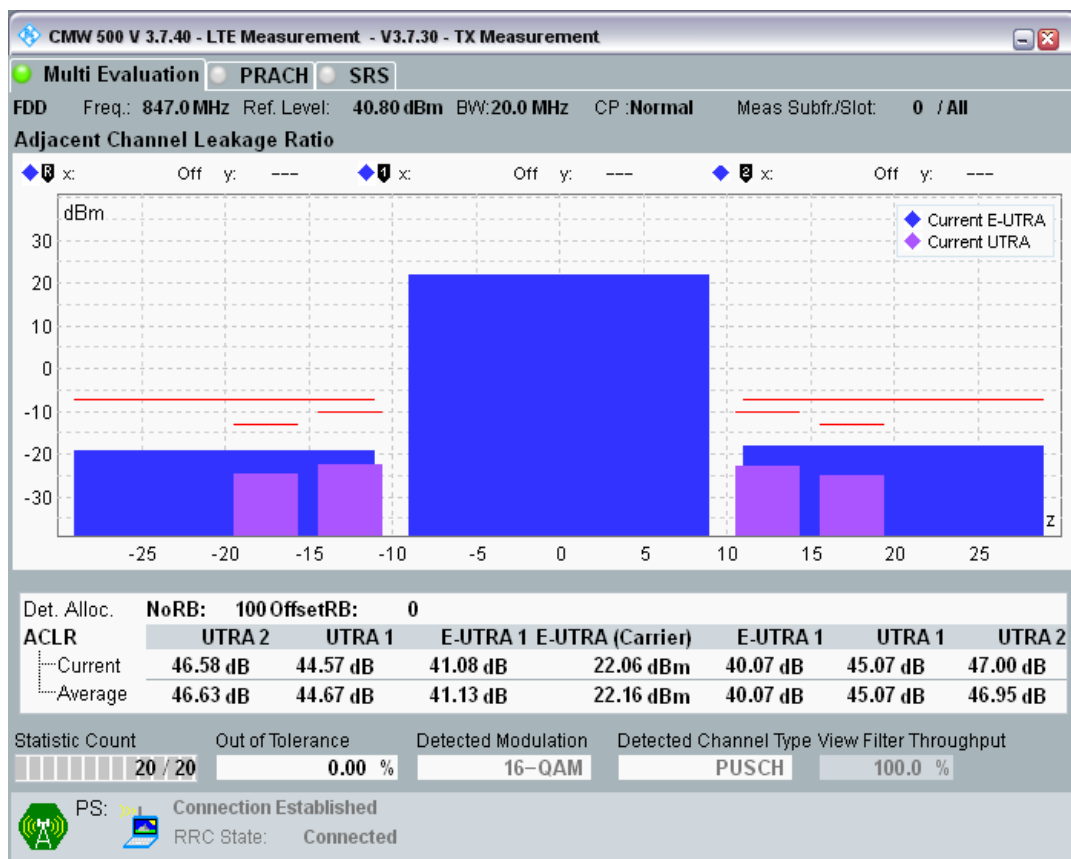 CMW 500 V 3.7.40 - LTE Measurement - V3.7.30 - TX Measurement
Multi Evaluation PRACH SRS
FDD Freq.: 847.0 MHz Ref. Level: 40.80 dBm BW:20.0 MHz CP :Normal Meas Subfr./Slot: 0 / All
Adjacent Channel Leakage Ratio
R x: Off y: --- 1 x: Off y: --- 2 x: Off y: ---
dBm
Current E-UTRA
Current UTRA
30
20
10
0
-10
-20
-30
z
-25 -20 -15 -10 -5 0 5 10 15 20 25
Det. Alloc. NoRB: 100 OffsetRB: 0
ACLR UTRA 2 UTRA 1 E-UTRA 1 E-UTRA (Carrier) E-UTRA 1 UTRA 1 UTRA 2
Current 46.58 dB 44.57 dB 41.08 dB 22.06 dBm 40.07 dB 45.07 dB 47.00 dB
Average 46.63 dB 44.67 dB 41.13 dB 22.16 dBm 40.07 dB 45.07 dB 46.95 dB
Statistic Count Out of Tolerance Detected Modulation Detected Channel Type View Filter Throughput
20 / 20 0.00 % 16-QAM PUSCH 100.0 %
PS: Connection Established
RRC State: Connected